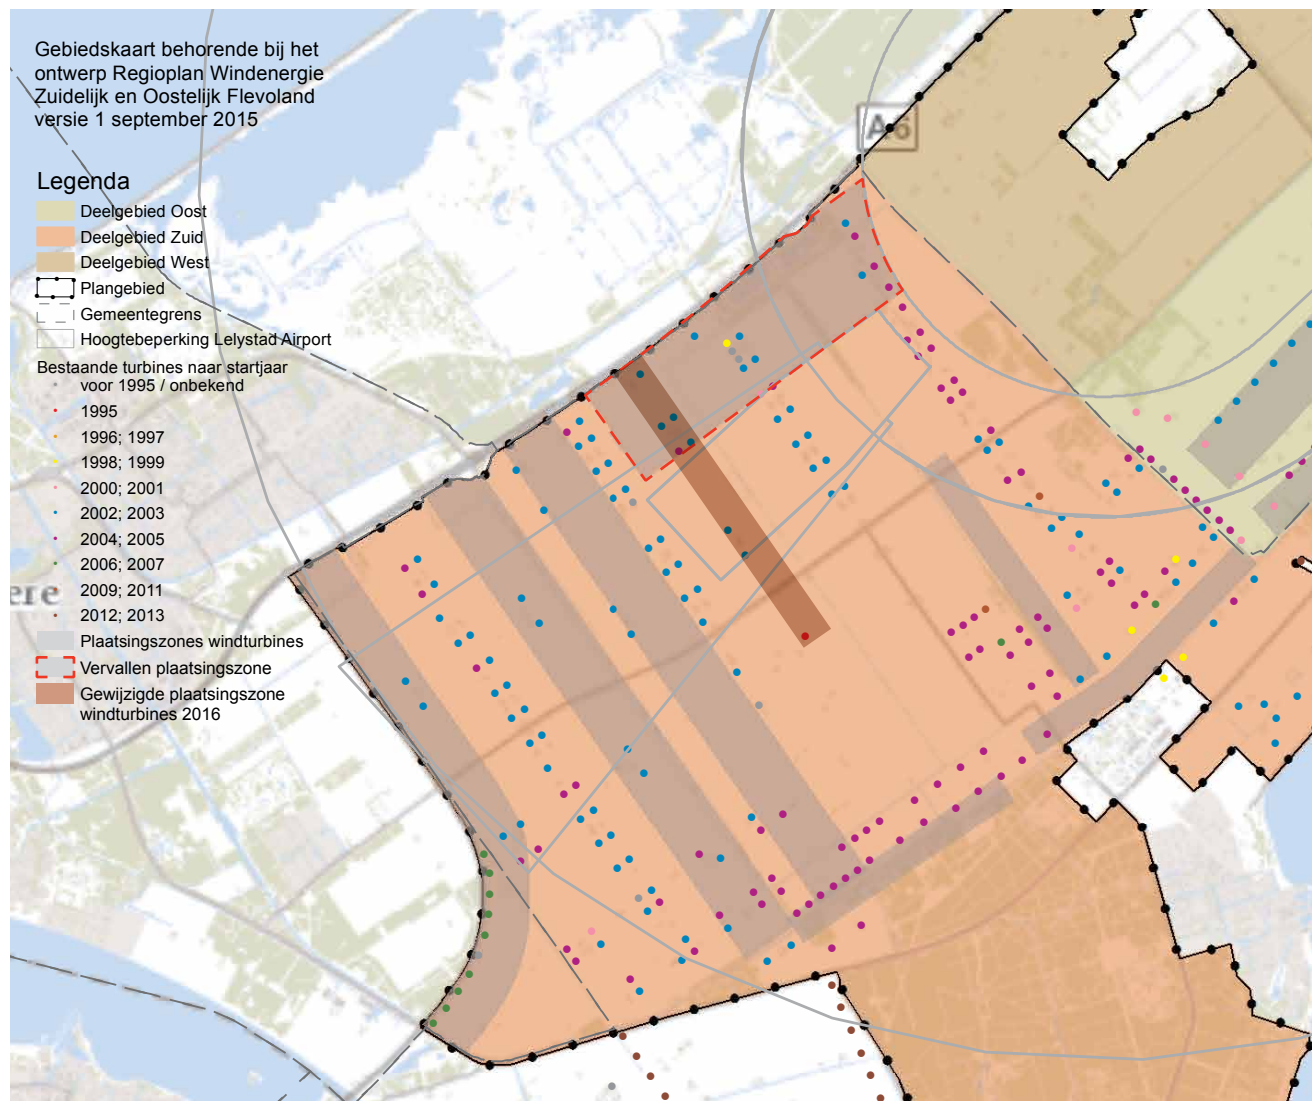 Gebiedskaart behorende bij het
ontwerp Regioplan Windenergie
Zuidelijk en Oostelijk Flevoland
versie 1 september 2015
A6
Legenda
Deelgebied Oost
Deelgebied Zuid
Deelgebied West
Plangebied
Gemeentegrens
Hoogtebeperking Lelystad Airport
Bestaande turbines naar startjaar
voor 1995 / onbekend
1995
1996; 1997
1998; 1999
2000; 2001
2002; 2003
2004; 2005
2006; 2007
2009; 2011
2012; 2013
ere
Plaatsingszones windturbines
Vervallen plaatsingszone
Gewijzigde plaatsingszone
windturbines 2016